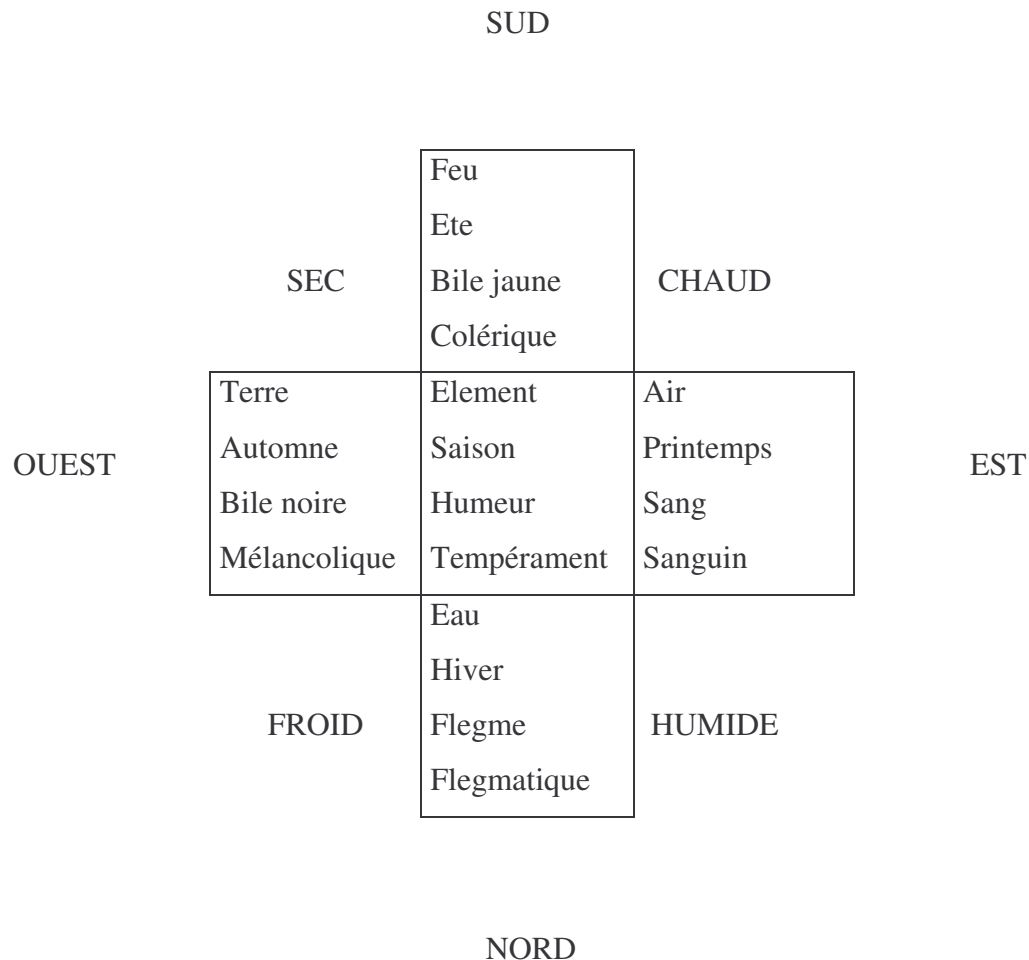 SUD
Feu
Ete
SEC Bile jaune CHAUD
Colérique
Terre Element Air
Automne Saison Printemps
OUEST EST
Bile noire Humeur Sang
Mélancolique Tempérament Sanguin
Eau
Hiver
FROID Flegme HUMIDE
Flegmatique
NORD